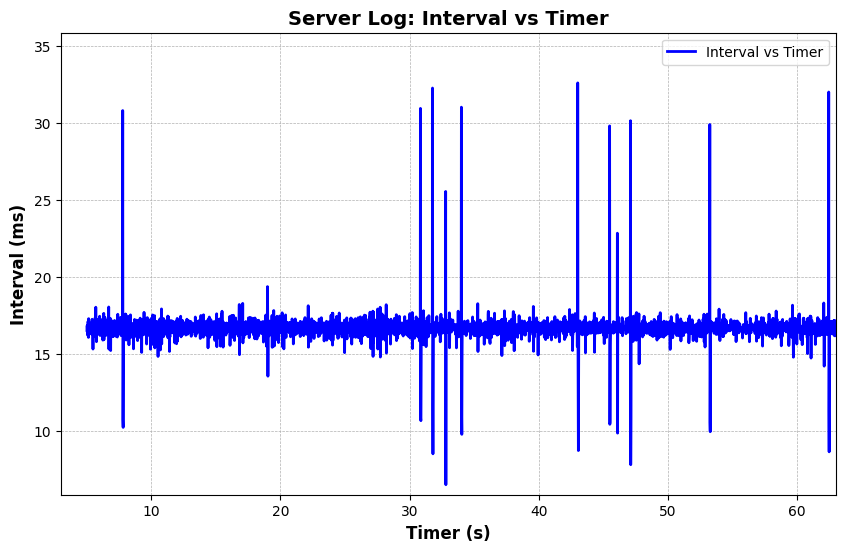 Server Log: Interval vs Timer
Interval vs Timer
35
30
25
20
15
10
Interval (ms)
10 20 30 40 50 60
Timer (s)